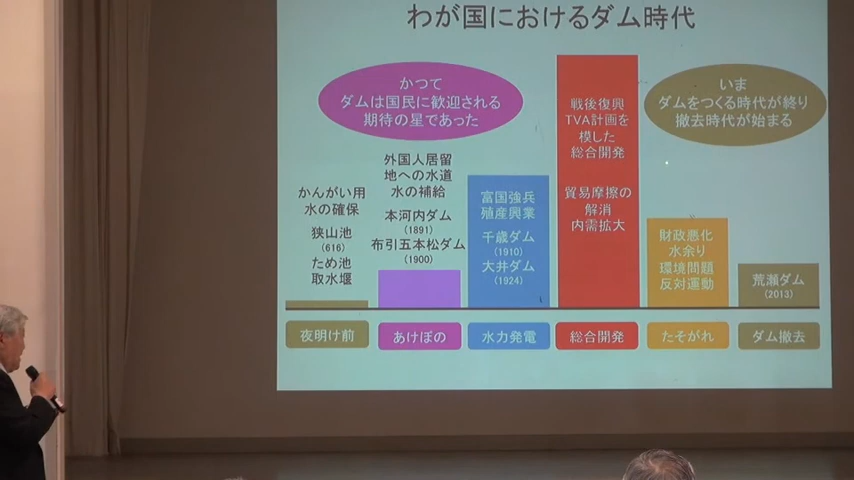 わが国におけるダム時代
かつて
ダムは国民に歓迎される
期待の星であった
いま
ダムをつくる時代が終り
撤去時代が始まる
かんがい用
水の確保
狭山池
(616)
ため池
取水堰
外国人居留
地への水道
水の補給
本河内ダム
(1891)
布引五本松ダム
(1900)
富国強兵
殖産興業
千歳ダム
(1910)
大井ダム
(1924)
戦後復興
TVA計画を
模した
総合開発
貿易摩擦の
解消
内需拡大
財政悪化
水余り
環境問題
反対運動
荒瀬ダム
(2013)
夜明け前
あけぼの
水力発電
総合開発
たそがれ
ダム撤去